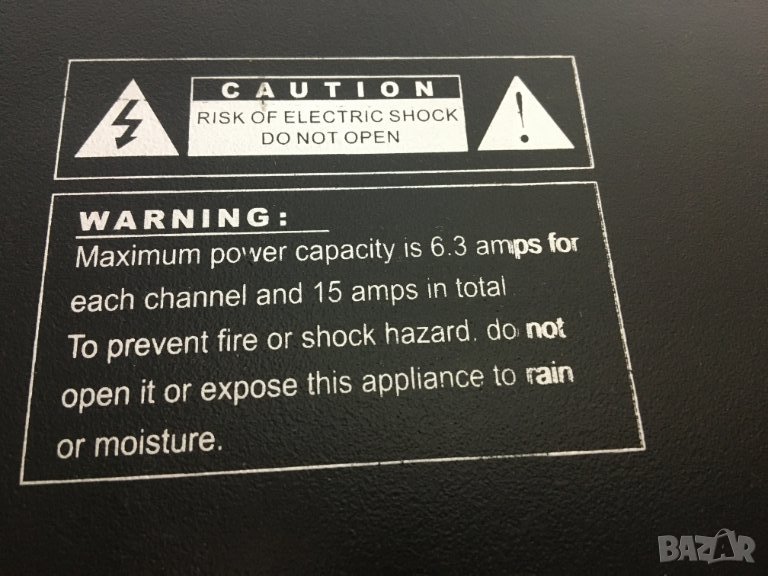 CAUTION
RISK OF ELECTRIC SHOCK
DO NOT OPEN
WARNING:
Maximum power capacity is 6.3 amps for
each channel and 15 amps in total
To prevent fire or shock hazard. do not
open it or expose this appliance to rain
or moisture.
BAZAR